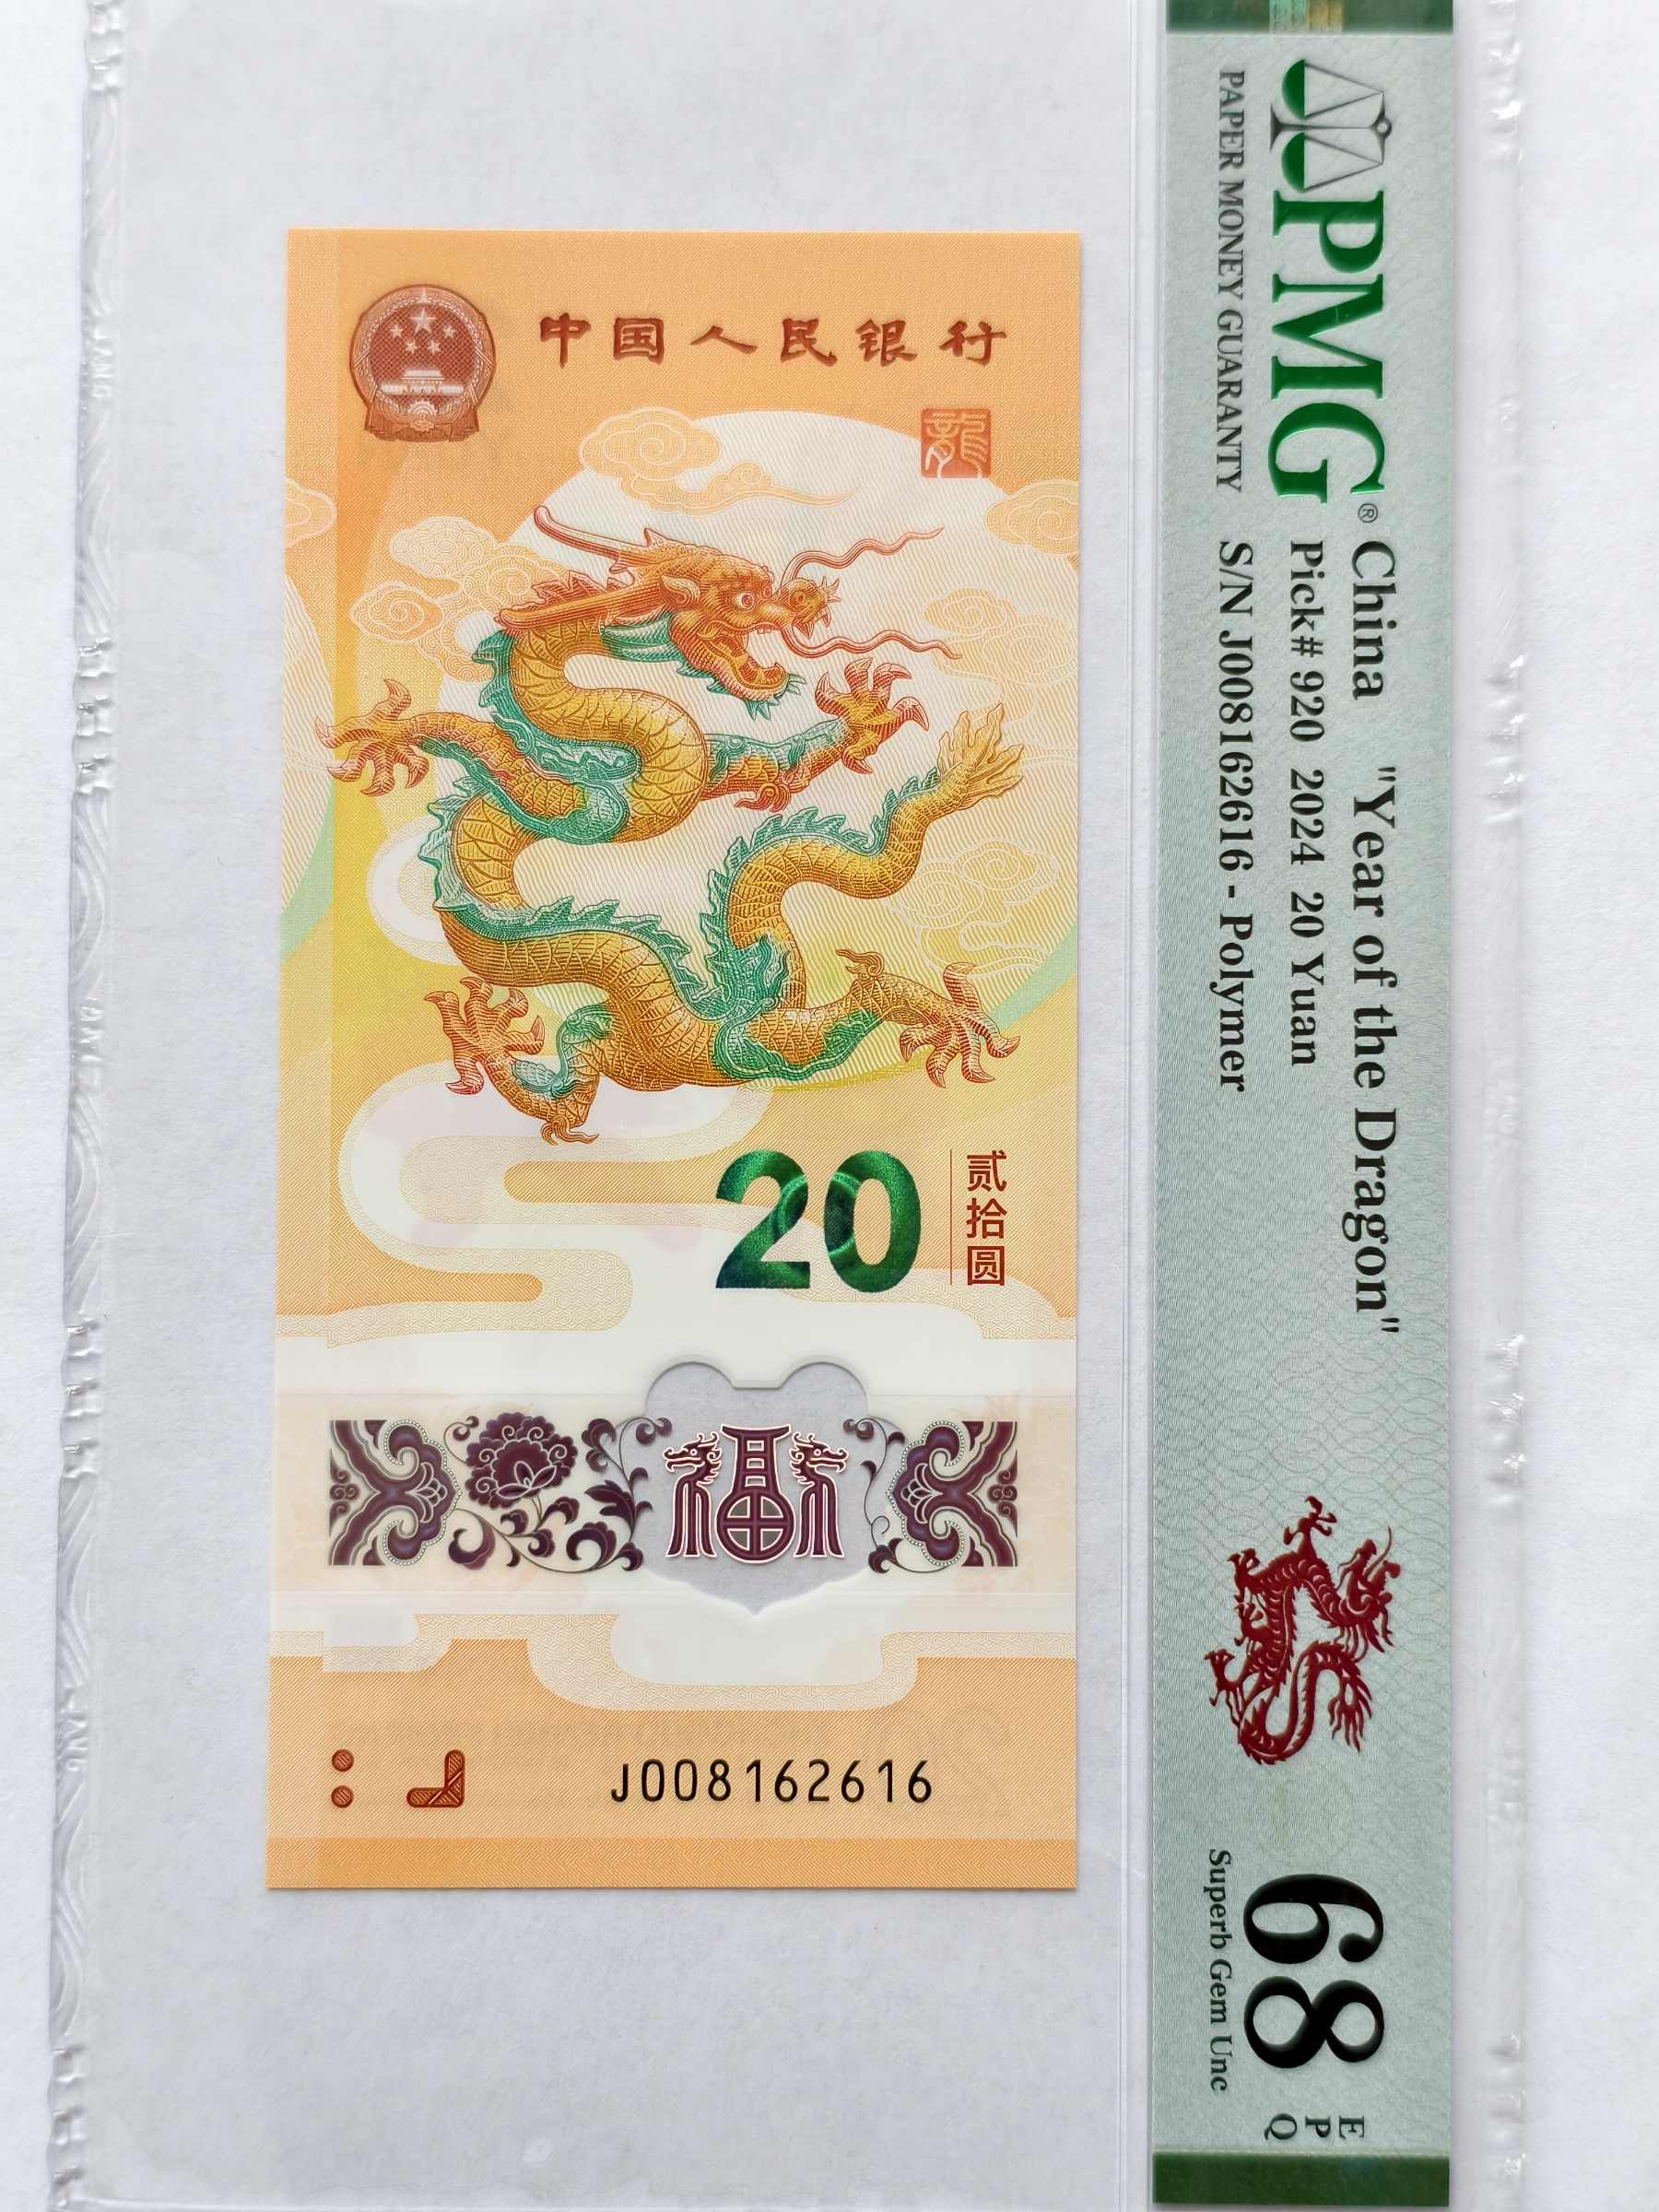 中国人民银行
龍
20
贰拾圆
福
J008162616
PMG®
PAPER MONEY GUARANTY
China "Year of the Dragon"
Pick# 920 2024 20 Yuan
S/N J008162616 - Polymer
68
Superb Gem Unc
EPQ